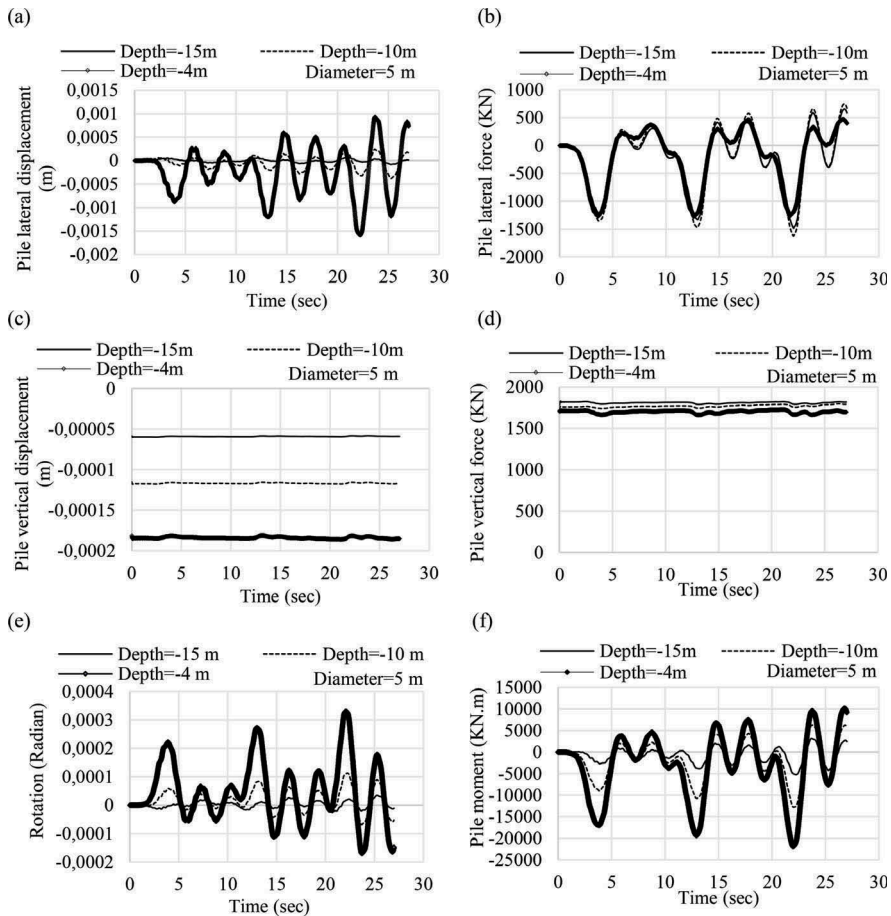 (a)
Depth=-15m
Depth=-10m
Depth=-4m
Diameter=5 m
0,0015
0,001
0,0005
0
-0,0005
-0,001
-0,0015
-0,002
Pile lateral displacement
(m)
0 5 10 15 20 25 30
Time (sec)
(b)
Depth=-15m
Depth=-10m
Depth=-4m
Diameter=5 m
1000
500
0
-500
-1000
-1500
-2000
Pile lateral force (KN)
0 5 10 15 20 25 30
Time (sec)
(c)
Depth=-15m
Depth=-10m
Depth=-4m
Diameter=5 m
0
-0,00005
-0,0001
-0,00015
-0,0002
Pile vertical displacement
(m)
0 5 10 15 20 25 30
Time (sec)
(d)
Depth=-15m
Depth=-10m
Depth=-4m
Diameter=5 m
2000
1500
1000
500
0
Pile vertical force (KN)
0 5 10 15 20 25 30
Time (sec)
(e)
Depth=-15 m
Depth=-10 m
Depth=-4 m
Diameter=5 m
0,0004
0,0003
0,0002
0,0001
0
-0,0001
-0,0002
Rotation (Radian)
0 5 10 15 20 25 30
Time (sec)
(f)
Depth=-15m
Depth=-10m
Depth=-4m
Diameter=5 m
15000
10000
5000
0
-5000
-10000
-15000
-20000
-25000
Pile moment (KN.m)
0 5 10 15 20 25 30
Time (sec)